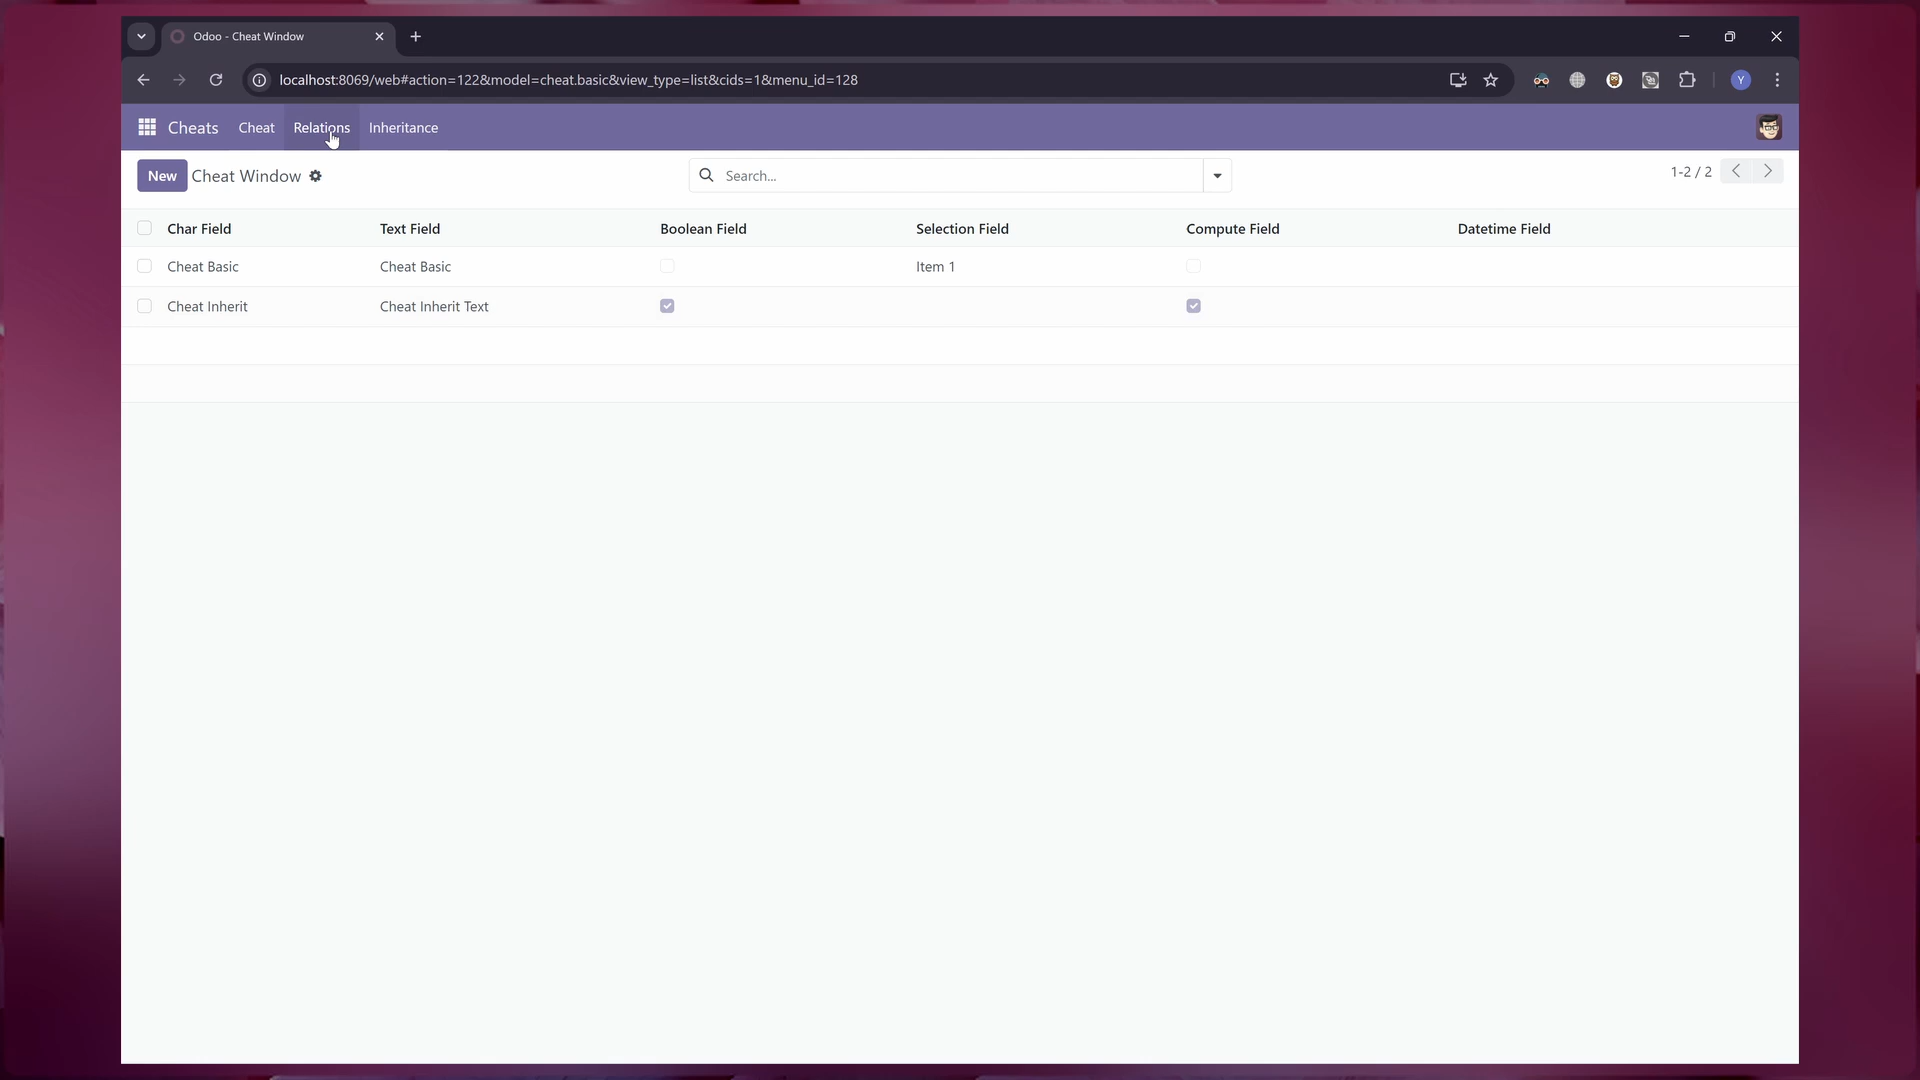 Odoo - Cheat Window
localhost:8069/web#action=122&model=cheat.basic&view_type=list&cids=1&menu_id=128
Y
Cheats Cheat Relations Inheritance
New Cheat Window Search... 1-2 / 2
Char Field Text Field Boolean Field Selection Field Compute Field Datetime Field
Cheat Basic Cheat Basic Item 1
Cheat Inherit Cheat Inherit Text